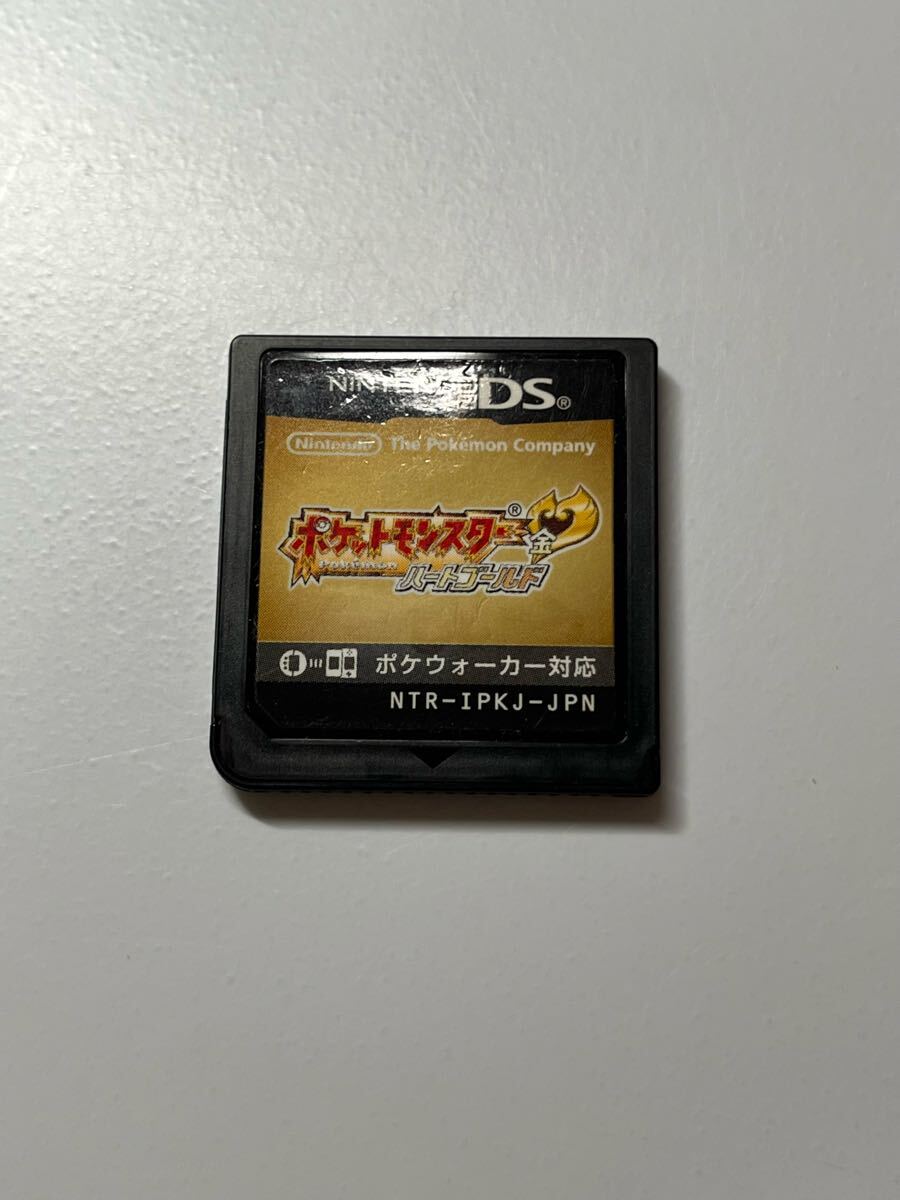 NINTENDO DS®
Nintendo The Pokémon Company
ポケットモンスター®
Pokémon
金
ハートゴールド
ポケウォーカー対応
NTR-IPKJ-JPN